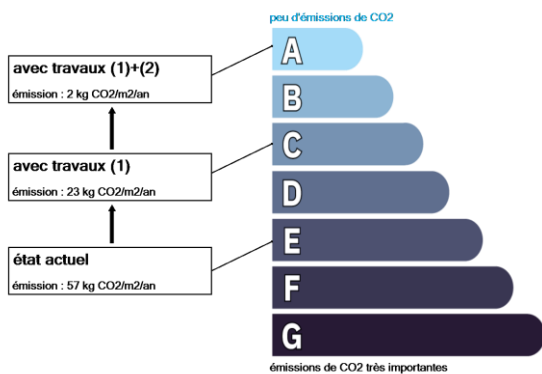 peu d'émissions de CO2
A
avec travaux (1)+(2)
émission : 2 kg CO2/m2/an
B
C
avec travaux (1)
émission : 23 kg CO2/m2/an
D
E
état actuel
émission : 57 kg CO2/m2/an
F
G
émissions de CO2 très importantes